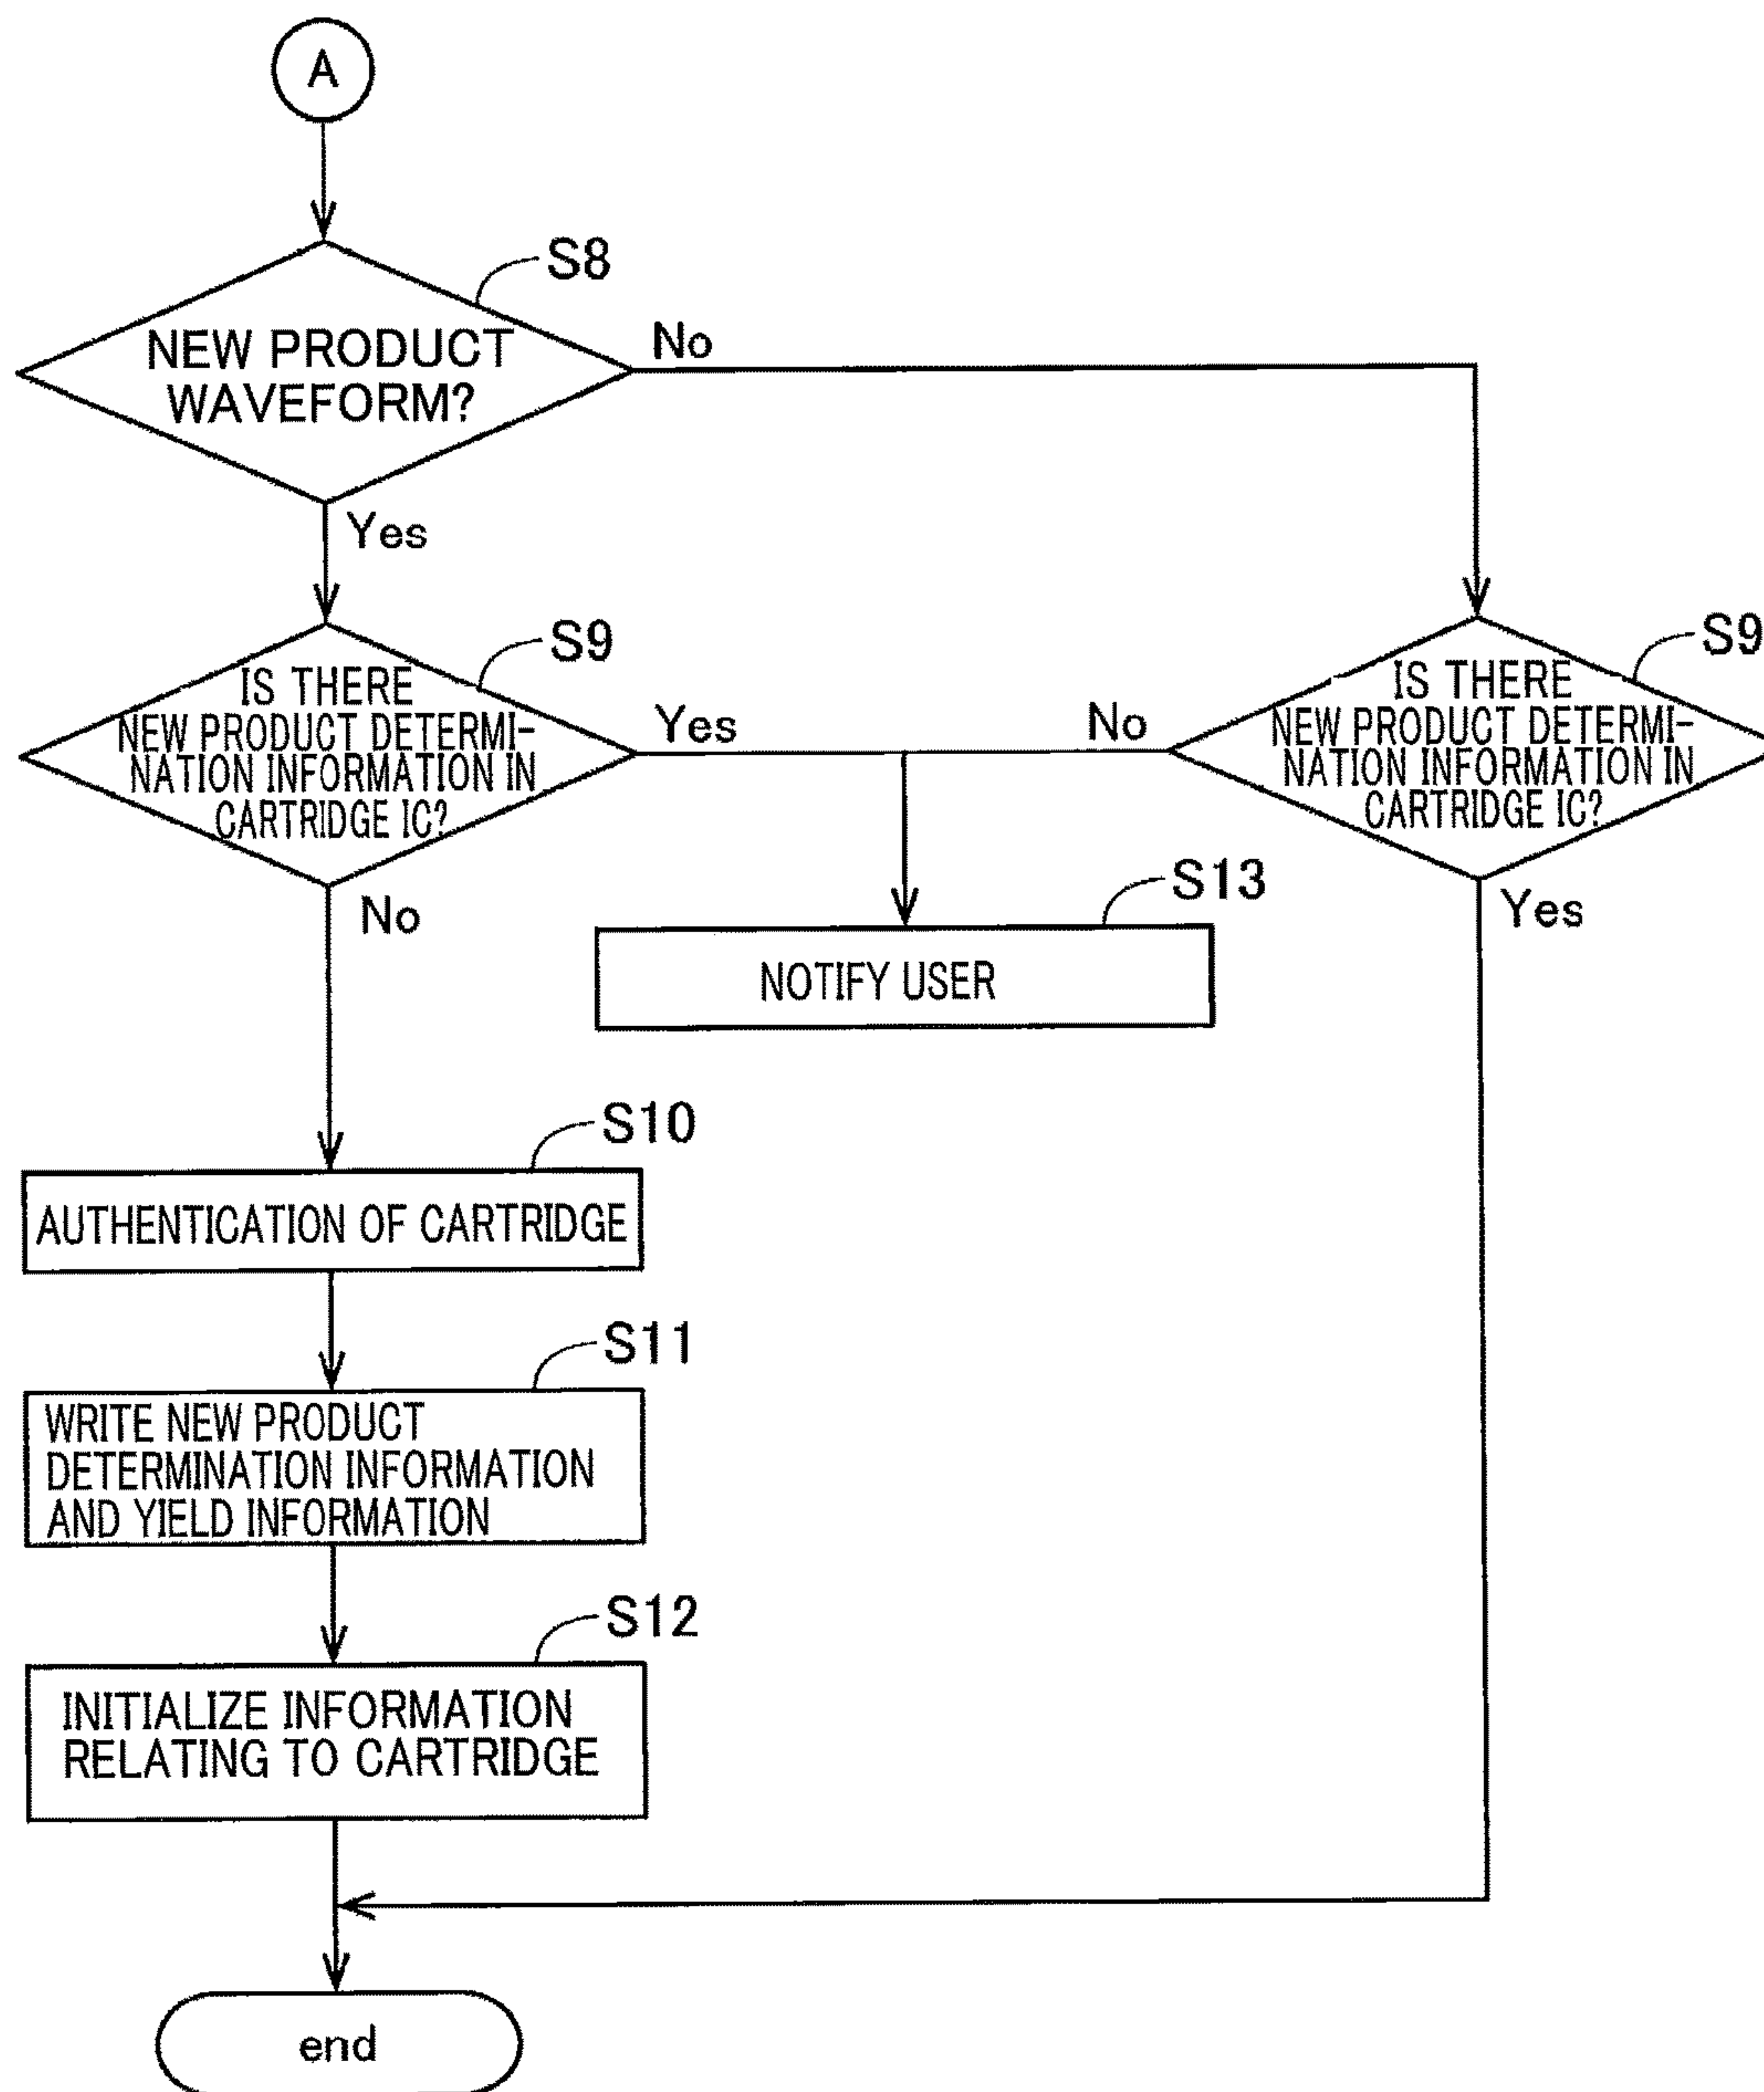 A
S8
NEW PRODUCT
WAVEFORM?
No
Yes
S9
IS THERE
NEW PRODUCT DETERMI-
NATION INFORMATION IN
CARTRIDGE IC?
Yes
No
S9
IS THERE
NEW PRODUCT DETERMI-
NATION INFORMATION IN
CARTRIDGE IC?
No
Yes
S13
NOTIFY USER
S10
AUTHENTICATION OF CARTRIDGE
S11
WRITE NEW PRODUCT
DETERMINATION INFORMATION
AND YIELD INFORMATION
S12
INITIALIZE INFORMATION
RELATING TO CARTRIDGE
end